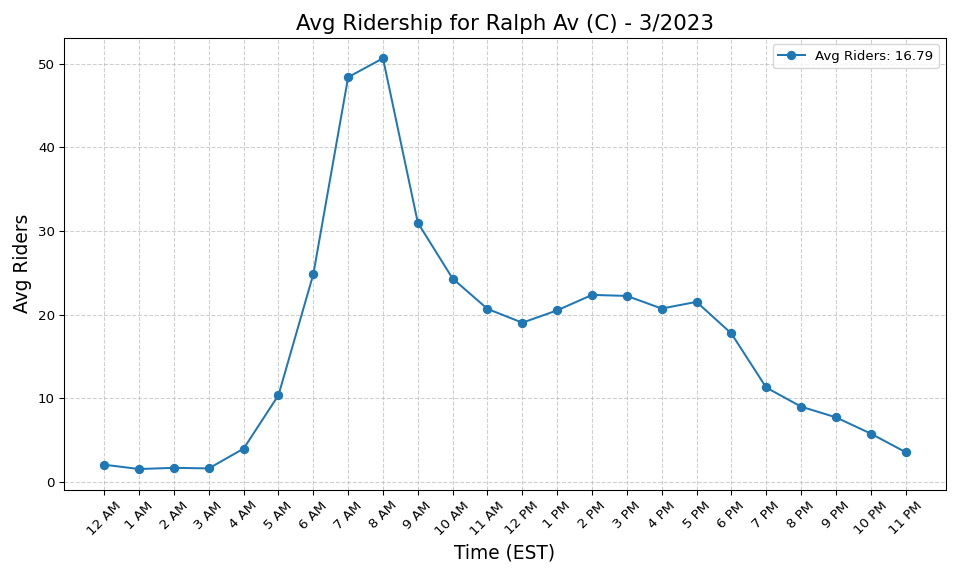 Avg Ridership for Ralph Av (C) - 3/2023
Avg Riders: 16.79
Avg Riders
50
40
30
20
10
0
12 AM 1 AM 2 AM 3 AM 4 AM 5 AM 6 AM 7 AM 8 AM 9 AM 10 AM 11 AM 12 PM 1 PM 2 PM 3 PM 4 PM 5 PM 6 PM 7 PM 8 PM 9 PM 10 PM 11 PM
Time (EST)